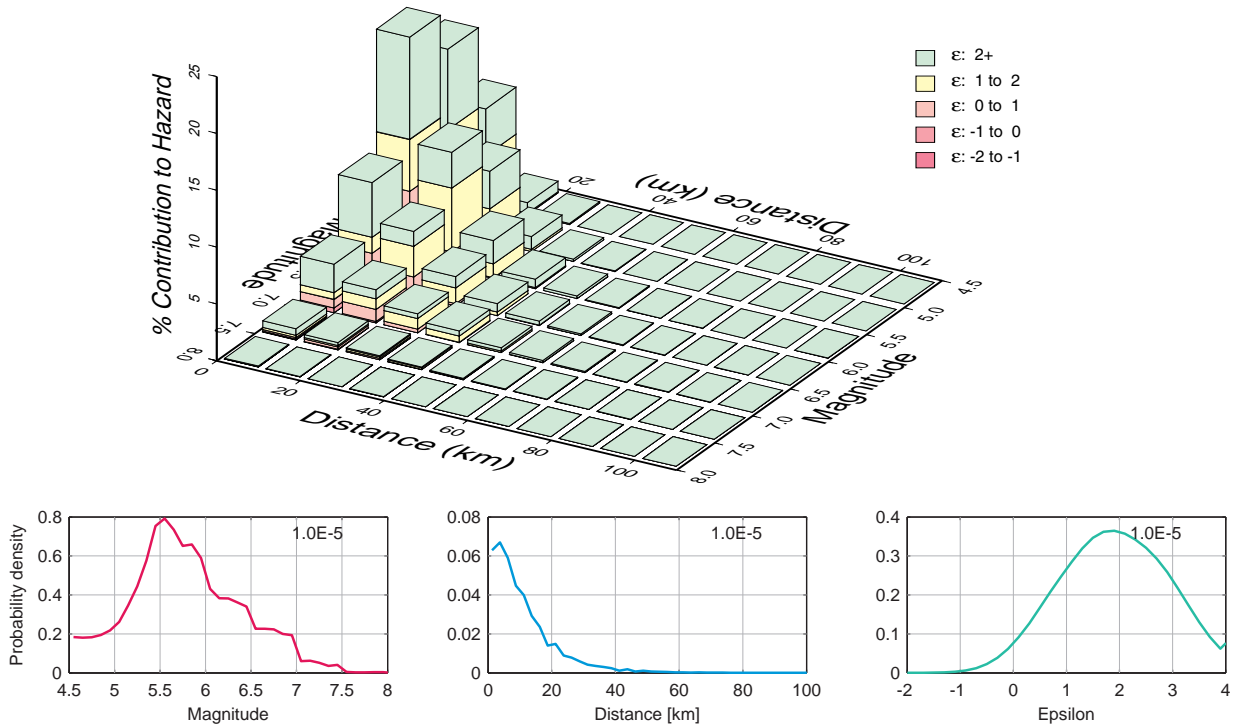 % Contribution to Hazard
25
20
15
10
5
0
Magnitude
7.0
7.5
8.0
20
40
60
80
100
Distance (km)
4.5
5.0
5.5
6.0
6.5
7.0
7.5
8.0
Magnitude
20
40
60
80
100
Distance (km)
ε: 2+
ε: 1 to 2
ε: 0 to 1
ε: -1 to 0
ε: -2 to -1
Probability density
0.8
0.6
0.4
0.2
0
1.0E-5
4.5 5 5.5 6 6.5 7 7.5 8
Magnitude
0.08
0.06
0.04
0.02
0
1.0E-5
0 20 40 60 80 100
Distance [km]
0.4
0.3
0.2
0.1
0
1.0E-5
-2 -1 0 1 2 3 4
Epsilon